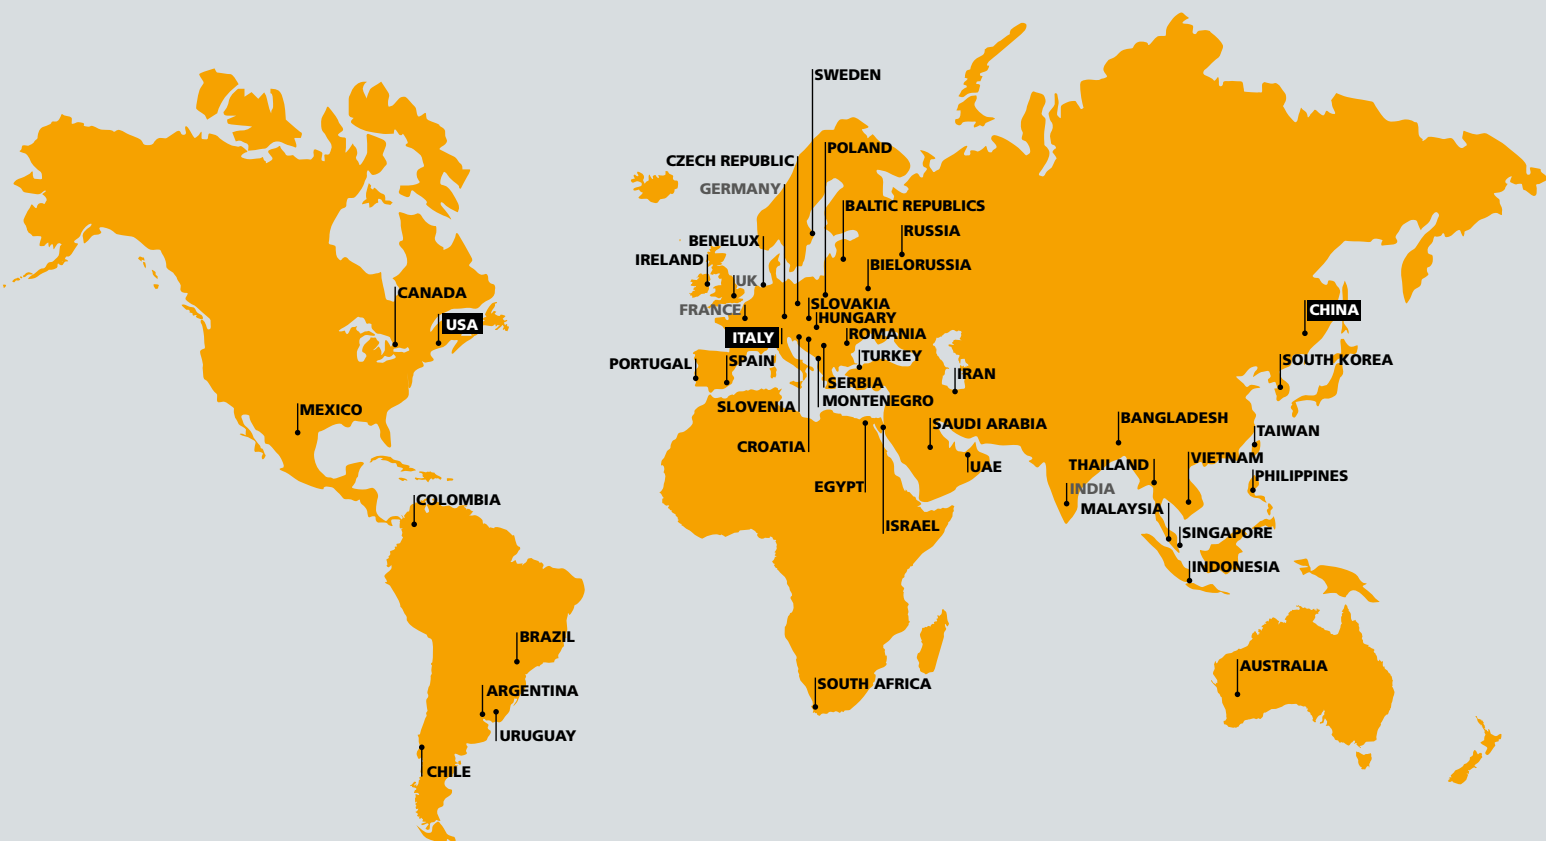 SWEDEN
POLAND
CZECH REPUBLIC
GERMANY
BALTIC REPUBLICS
RUSSIA
BENELUX
IRELAND
BIELORUSSIA
UK
CANADA
SLOVAKIA
FRANCE
CHINA
HUNGARY
USA
ROMANIA
ITALY
TURKEY
SOUTH KOREA
SPAIN
PORTUGAL
IRAN
SERBIA
MONTENEGRO
SLOVENIA
MEXICO
BANGLADESH
SAUDI ARABIA
TAIWAN
CROATIA
VIETNAM
THAILAND
UAE
PHILIPPINES
EGYPT
INDIA
COLOMBIA
MALAYSIA
ISRAEL
SINGAPORE
INDONESIA
BRAZIL
AUSTRALIA
SOUTH AFRICA
ARGENTINA
URUGUAY
CHILE